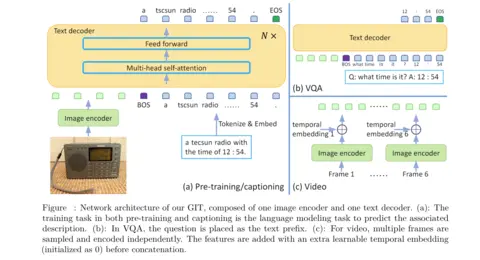 a tscsun radio ...... 54 . EOS
Text decoder
N ×
Feed forward
Multi-head self-attention
BOS a tscsun radio ...... 54 .
Image encoder
Tokenize & Embed
a tecsun radio with
the time of 12 : 54.
(a) Pre-training/captioning
12 : 54 EOS
Text decoder
BOS what time is it ? 12 : 54
Q: what time is it? A: 12 : 54
(b) VQA
......
temporal
embedding 1
temporal
embedding 6
Image encoder
Image encoder
Frame 1 ...... Frame 6
(c) Video
Figure : Network architecture of our GIT, composed of one image encoder and one text decoder. (a): The
training task in both pre-training and captioning is the language modeling task to predict the associated
description. (b): In VQA, the question is placed as the text prefix. (c): For video, multiple frames are
sampled and encoded independently. The features are added with an extra learnable temporal embedding
(initialized as 0) before concatenation.